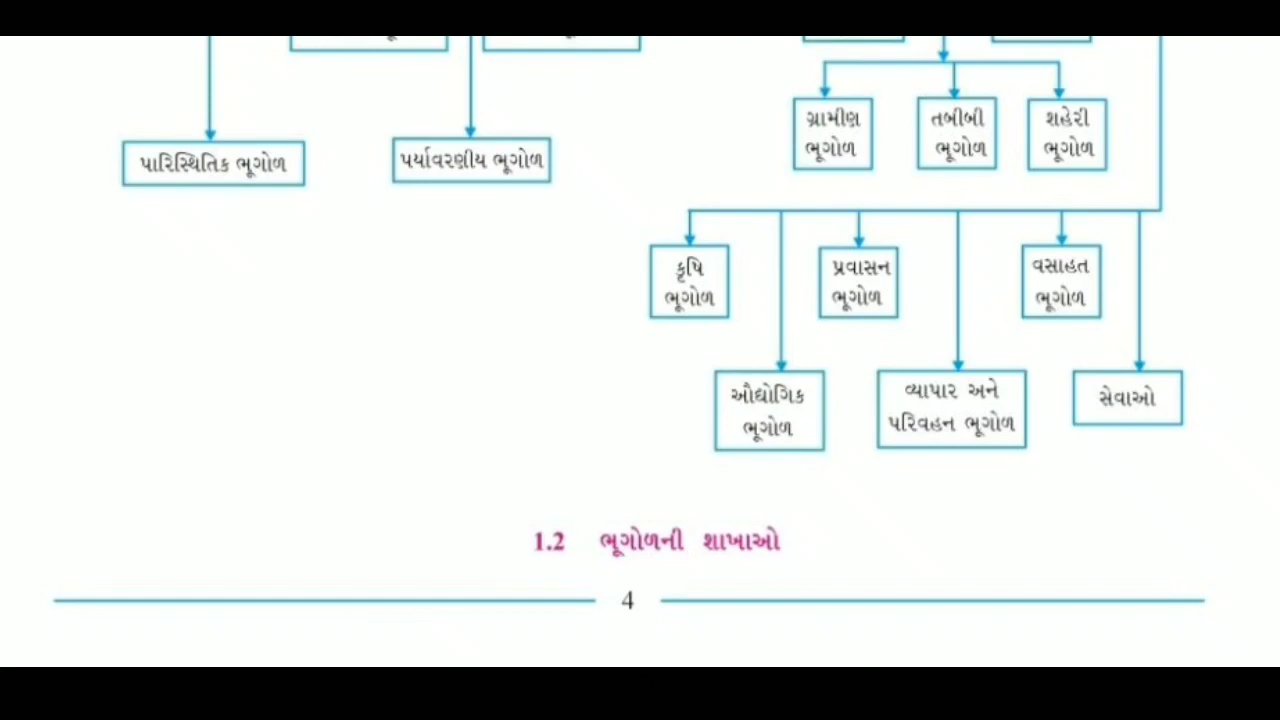 ગ્રામીણ
ભૂગોળ
તબીબી
ભૂગોળ
શહેરી
ભૂગોળ
પારિસ્થિતિક ભૂગોળ
પર્યાવરણીય ભૂગોળ
કૃષિ
ભૂગોળ
પ્રવાસન
ભૂગોળ
વસાહત
ભૂગોળ
ઔદ્યોગિક
ભૂગોળ
વ્યાપાર અને
પરિવહન ભૂગોળ
સેવાઓ
1.2 ભૂગોળની શાખાઓ
4